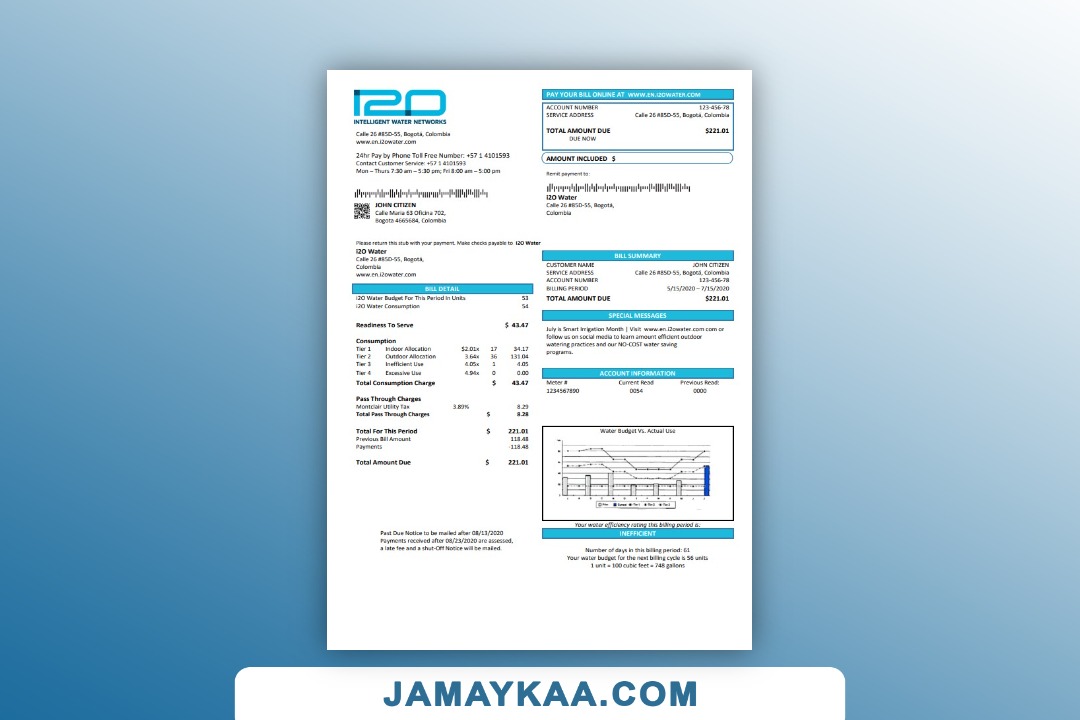 i2O
INTELLIGENT WATER NETWORKS
Calle 26 #85D-55, Bogotá, Colombia
www.en.i2owater.com
24hr Pay by Phone Toll Free Number: +57 1 4101593
Contact Customer Service: +57 1 4101593
Mon – Thurs 7:30 am – 5:30 pm; Fri 8:00 am – 5:00 pm
JOHN CITIZEN
Calle Maria 63 Oficina 702,
Bogota 4665684, Colombia
PAY YOUR BILL ONLINE AT WWW.EN.I2OWATER.COM
ACCOUNT NUMBER 123-456-78
SERVICE ADDRESS Calle 26 #85D-55, Bogotá, Colombia
TOTAL AMOUNT DUE $221.01
DUE NOW
AMOUNT INCLUDED $
Remit payment to:
i2O Water
Calle 26 #85D-55, Bogotá,
Colombia
Please return this stub with your payment. Make checks payable to i2O Water
i2O Water
Calle 26 #85D-55, Bogotá,
Colombia
www.en.i2owater.com
BILL DETAIL
i2O Water Budget For This Period In Units 53
i2O Water Consumption 54
Readiness To Serve $ 43.47
Consumption
Tier 1 Indoor Allocation $2.01x 17 34.17
Tier 2 Outdoor Allocation 3.64x 36 131.04
Tier 3 Inefficient Use 4.05x 1 4.05
Tier 4 Excessive Use 4.94x 0 0.00
Total Consumption Charge $ 43.47
Pass Through Charges
Montclair Utility Tax 3.89% 8.29
Total Pass Through Charges $ 8.28
Total For This Period $ 221.01
Previous Bill Amount 118.48
Payments -118.48
Total Amount Due $ 221.01
Past Due Notice to be mailed after 08/13/2020
Payments received after 08/23/2020 are assessed,
a late fee and a shut-Off Notice will be mailed.
BILL SUMMARY
CUSTOMER NAME JOHN CITIZEN
SERVICE ADDRESS Calle 26 #85D-55, Bogotá, Colombia
ACCOUNT NUMBER 123-456-78
BILLING PERIOD 5/15/2020 – 7/15/2020
TOTAL AMOUNT DUE $221.01
SPECIAL MESSAGES
July is Smart Irrigation Month | Visit www.en.i2owater.com com or
follow us on social media to learn amount efficient outdoor
watering practices and our NO-COST water saving
programs.
ACCOUNT INFORMATION
Meter # Current Read Previous Read:
1234567890 0054 0000
Water Budget Vs. Actual Use
Your water efficiency rating this billing period is:
INEFFICIENT
Number of days in this billing period: 61
Your water budget for the next billing cycle is 56 units
1 unit = 100 cubic feet = 748 gallons
JAMAYKAA.COM